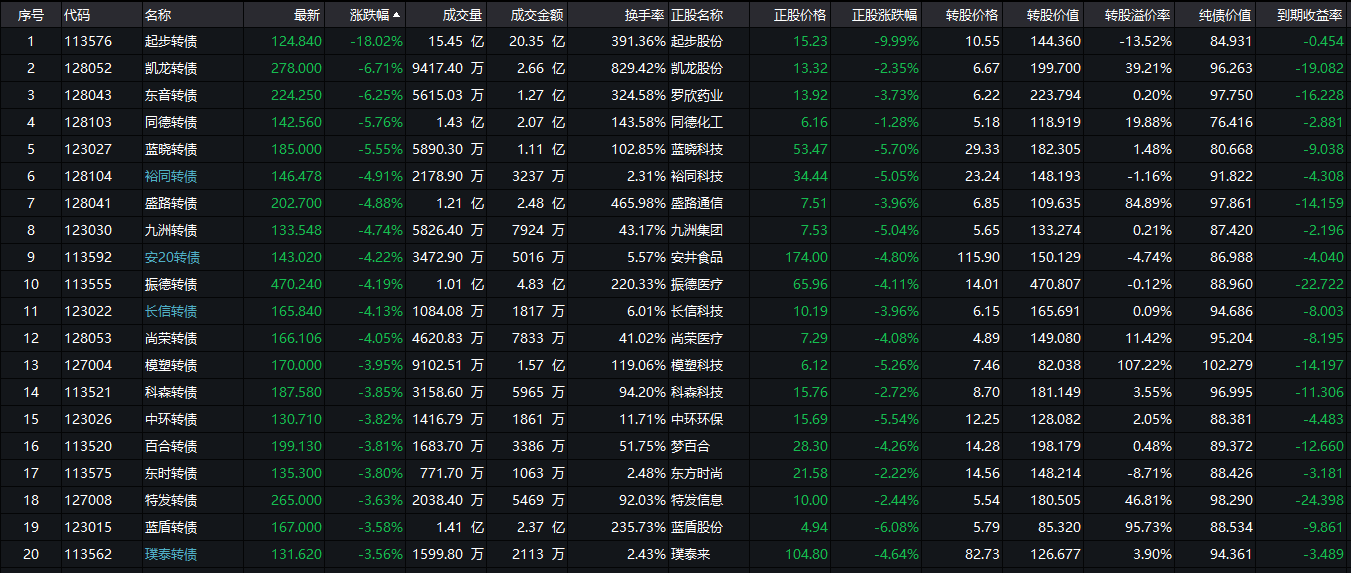 序号 代码 名称 最新 涨跌幅▲ 成交量 成交金额 换手率 正股名称 正股价格 正股涨跌幅 转股价格 转股价值 转股溢价率 纯债价值 到期收益率
1 113576 起步转债 124.840 -18.02% 15.45 亿 20.35 亿 391.36% 起步股份 15.23 -9.99% 10.55 144.360 -13.52% 84.931 -0.454
2 128052 凯龙转债 278.000 -6.71% 9417.40 万 2.66 亿 829.42% 凯龙股份 13.32 -2.35% 6.67 199.700 39.21% 96.263 -19.082
3 128043 东音转债 224.250 -6.25% 5615.03 万 1.27 亿 324.58% 罗欣药业 13.92 -3.73% 6.22 223.794 0.20% 97.750 -16.228
4 128103 同德转债 142.560 -5.76% 1.43 亿 2.07 亿 143.58% 同德化工 6.16 -1.28% 5.18 118.919 19.88% 76.416 -2.881
5 123027 蓝晓转债 185.000 -5.55% 5890.30 万 1.11 亿 102.85% 蓝晓科技 53.47 -5.70% 29.33 182.305 1.48% 80.668 -9.038
6 128104 裕同转债 146.478 -4.91% 2178.90 万 3237 万 2.31% 裕同科技 34.44 -5.05% 23.24 148.193 -1.16% 91.822 -4.308
7 128041 盛路转债 202.700 -4.88% 1.21 亿 2.48 亿 465.98% 盛路通信 7.51 -3.96% 6.85 109.635 84.89% 97.861 -14.159
8 123030 九洲转债 133.548 -4.74% 5826.40 万 7924 万 43.17% 九洲集团 7.53 -5.04% 5.65 133.274 0.21% 87.420 -2.196
9 113592 安20转债 143.020 -4.22% 3472.90 万 5016 万 5.57% 安井食品 174.00 -4.80% 115.90 150.129 -4.74% 86.988 -4.040
10 113555 振德转债 470.240 -4.19% 1.01 亿 4.83 亿 220.33% 振德医疗 65.96 -4.11% 14.01 470.807 -0.12% 88.960 -22.722
11 123022 长信转债 165.840 -4.13% 1084.08 万 1817 万 6.01% 长信科技 10.19 -3.96% 6.15 165.691 0.09% 94.686 -8.003
12 128053 尚荣转债 166.106 -4.05% 4620.83 万 7833 万 41.02% 尚荣医疗 7.29 -4.08% 4.89 149.080 11.42% 95.204 -8.195
13 127004 模塑转债 170.000 -3.95% 9102.51 万 1.57 亿 119.06% 模塑科技 6.12 -5.26% 7.46 82.038 107.22% 102.279 -14.197
14 113521 科森转债 187.580 -3.85% 3158.60 万 5965 万 94.20% 科森科技 15.76 -2.72% 8.70 181.149 3.55% 96.995 -11.306
15 123026 中环转债 130.710 -3.82% 1416.79 万 1861 万 11.71% 中环环保 15.69 -5.54% 12.25 128.082 2.05% 88.381 -4.483
16 113520 百合转债 199.130 -3.81% 1683.70 万 3386 万 51.75% 梦百合 28.30 -4.26% 14.28 198.179 0.48% 89.372 -12.660
17 113575 东时转债 135.300 -3.80% 771.70 万 1063 万 2.48% 东方时尚 21.58 -2.22% 14.56 148.214 -8.71% 88.426 -3.181
18 127008 特发转债 265.000 -3.63% 2038.40 万 5469 万 92.03% 特发信息 10.00 -2.44% 5.54 180.505 46.81% 98.290 -24.398
19 123015 蓝盾转债 167.000 -3.58% 1.41 亿 2.37 亿 235.73% 蓝盾股份 4.94 -6.08% 5.79 85.320 95.73% 88.534 -9.861
20 113562 璞泰转债 131.620 -3.56% 1599.80 万 2113 万 2.43% 璞泰来 104.80 -4.64% 82.73 126.677 3.90% 94.361 -3.489